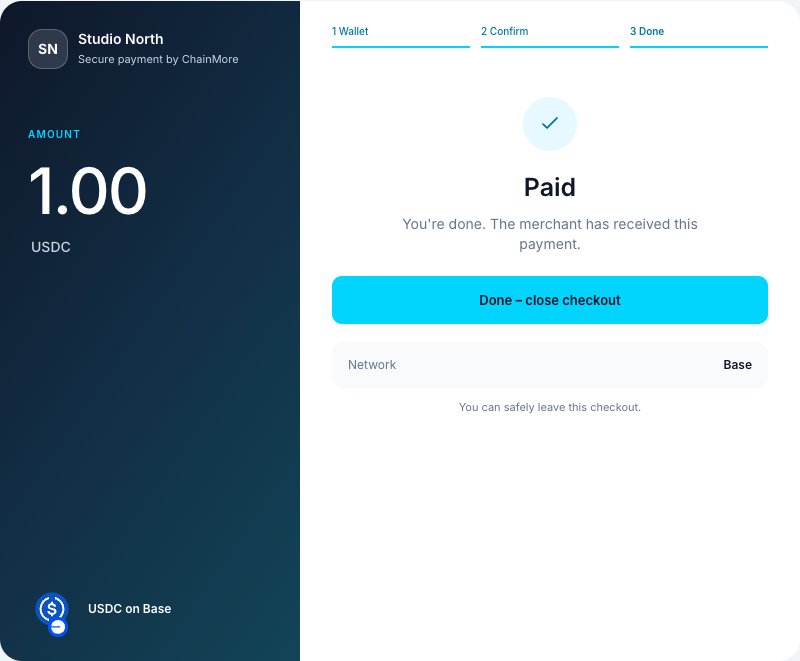 SN
Studio North
Secure payment by ChainMore
AMOUNT
1.00
USDC
USDC on Base
1 Wallet
2 Confirm
3 Done
Paid
You're done. The merchant has received this
payment.
Done – close checkout
Network
Base
You can safely leave this checkout.